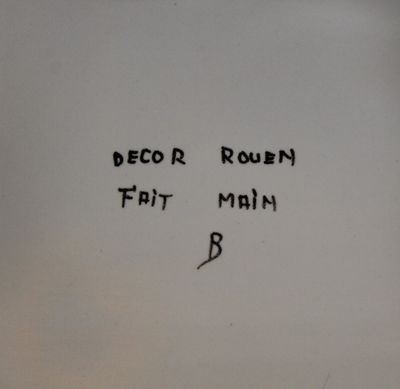 DECOR ROUEN
FAIT MAIN
B